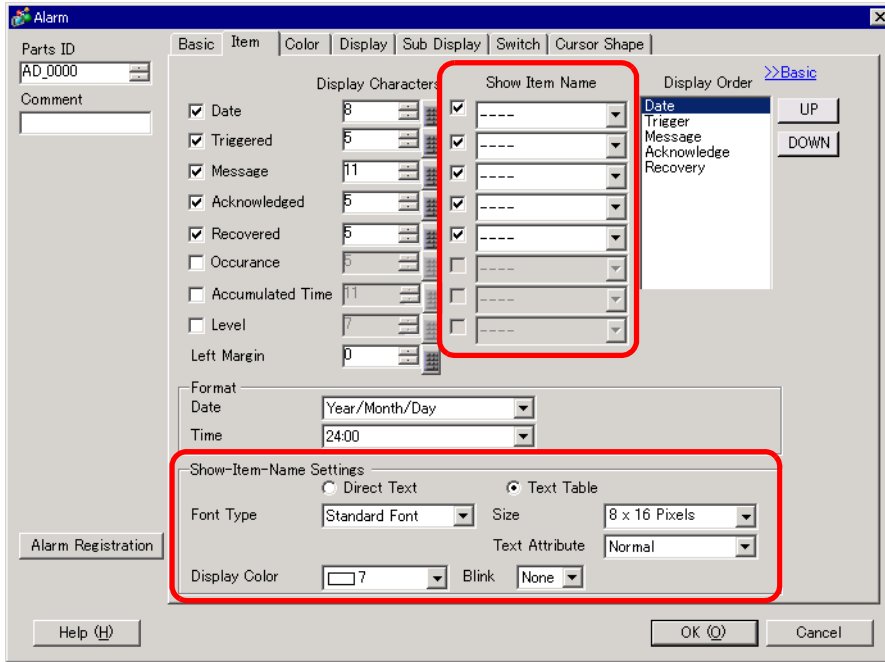 Alarm
Parts ID
AD_0000
Comment
Basic Item Color Display Sub Display Switch Cursor Shape
>>Basic
Display Characters Show Item Name Display Order
Date 8 ---- Date UP
Triggered 5 ---- Trigger
Message 11 ---- Message DOWN
Acknowledged 5 ---- Acknowledge
Recovered 5 ---- Recovery
Occurance 5 ----
Accumulated Time 11 ----
Level 7 ----
Left Margin 0
Format
Date Year/Month/Day
Time 24:00
Show-Item-Name Settings
Direct Text Text Table
Font Type Standard Font Size 8 x 16 Pixels
Alarm Registration Text Attribute Normal
Display Color 7 Blink None
Help (H) OK (O) Cancel